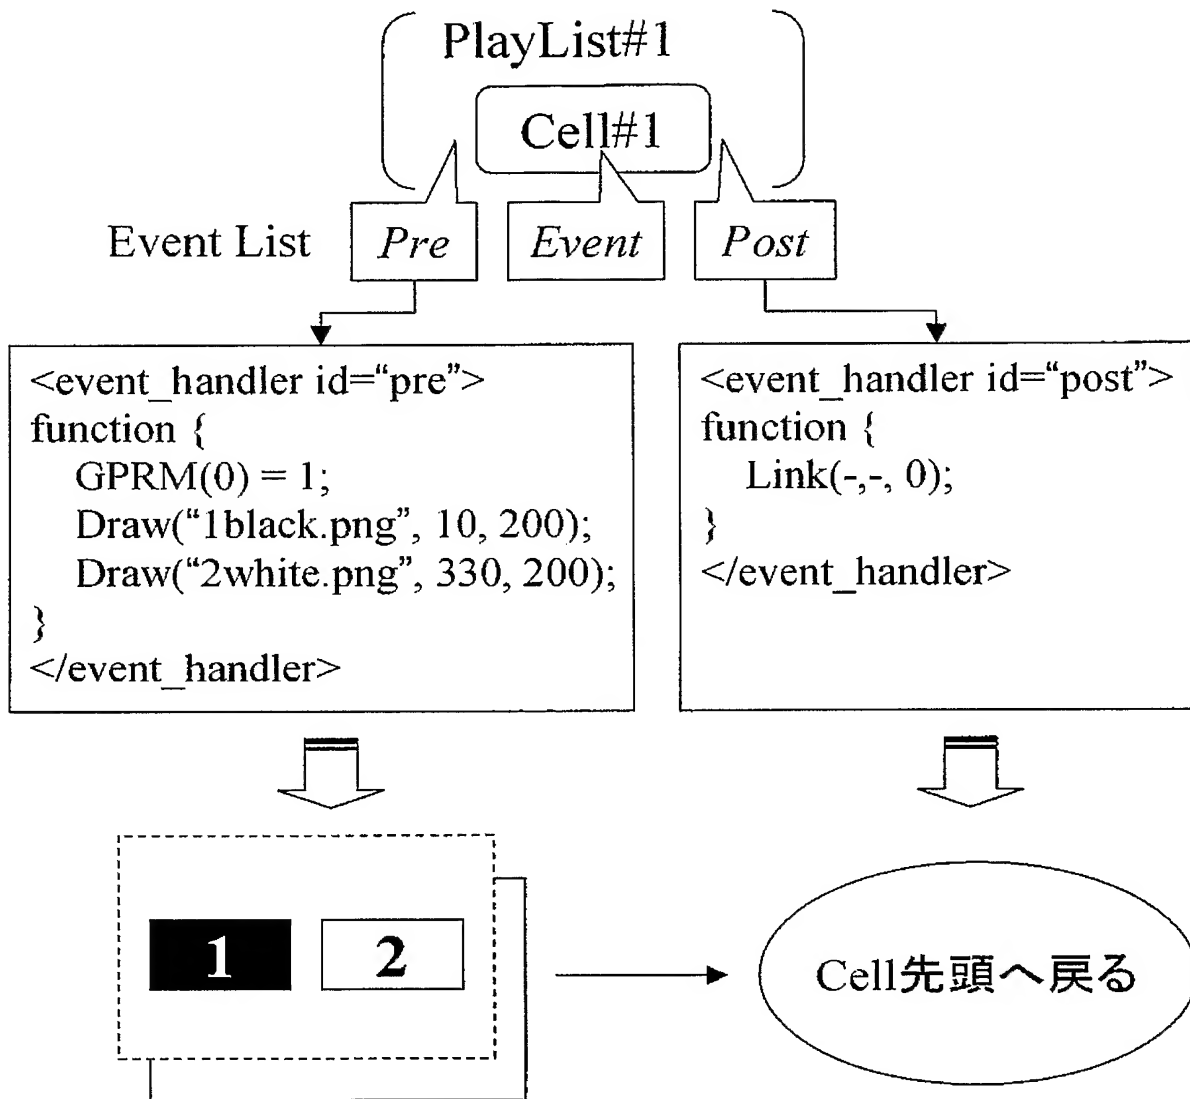 PlayList#1
Cell#1
Event List
Pre
Event
Post
<event_handler id=“pre”>
function {
GPRM(0) = 1;
Draw(“1black.png”, 10, 200);
Draw(“2white.png”, 330, 200);
}
</event_handler>
<event_handler id=“post”>
function {
Link(-,-, 0);
}
</event_handler>
1
2
Cell先頭へ戻る